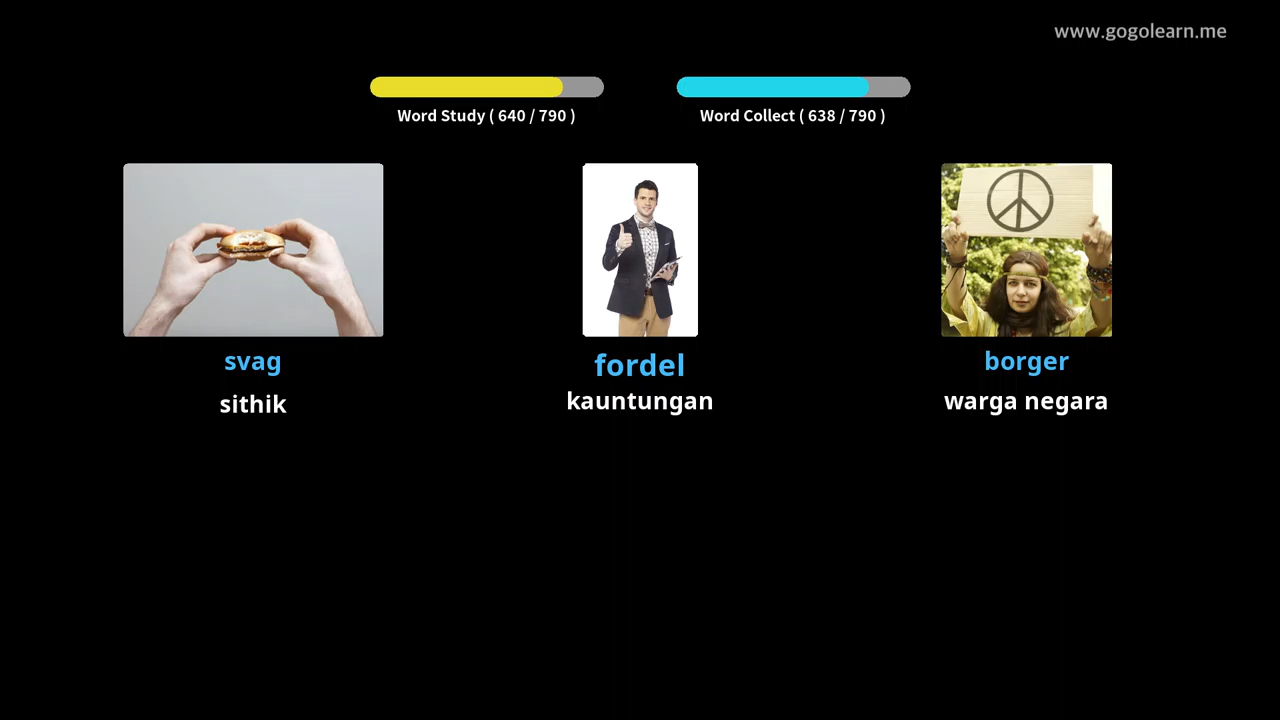 www.gogolearn.me
Word Study ( 640 / 790 )
Word Collect ( 638 / 790 )
svag
sithik
fordel
kauntungan
borger
warga negara